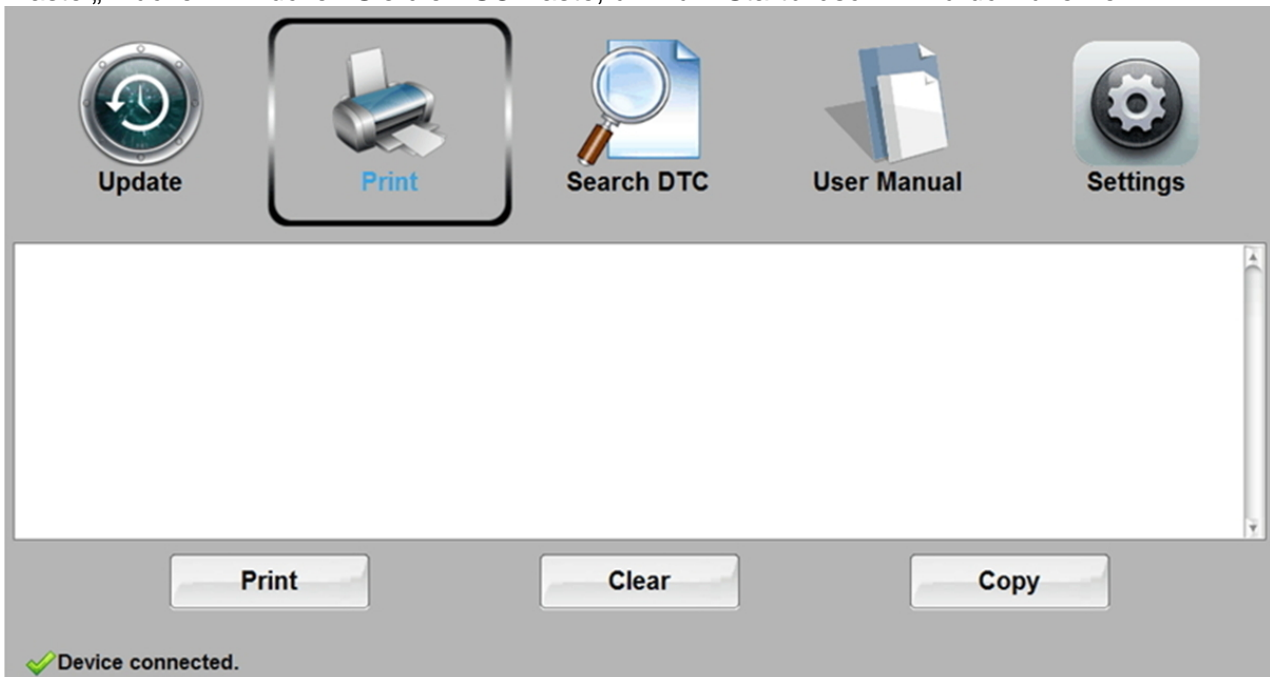 Update
Print
Search DTC
User Manual
Settings
Print
Clear
Copy
Device connected.